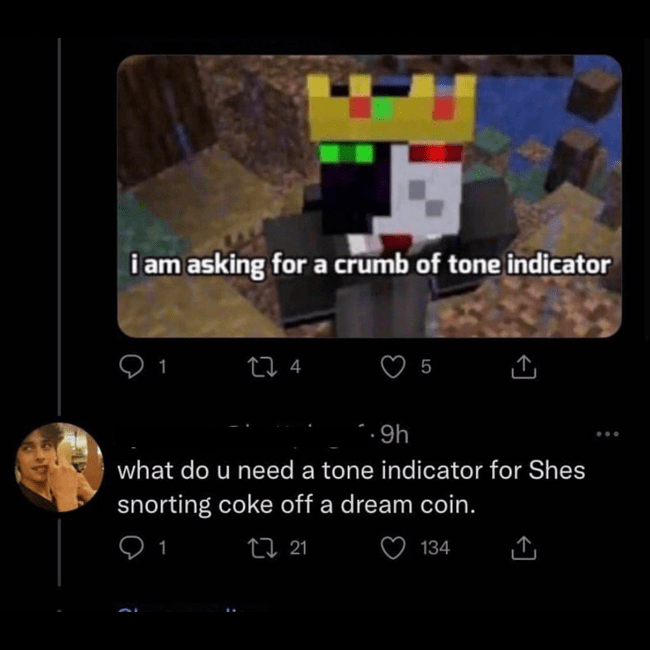 i am asking for a crumb of tone indicator
1 4 5
· 9h
what do u need a tone indicator for Shes
snorting coke off a dream coin.
1 21 134